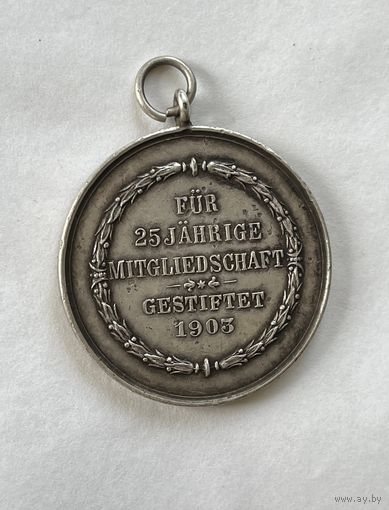 FÜR
25 JÄHRIGE
MITGLIEDSCHAFT
GESTIFTET
1903
www.ay.by